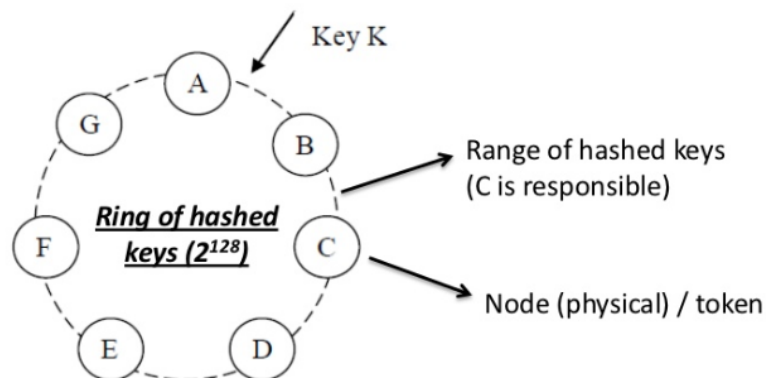 Key K
A
G
B
Range of hashed keys
(C is responsible)
Ring of hashed
keys (2¹²⁸)
F
C
Node (physical) / token
E
D